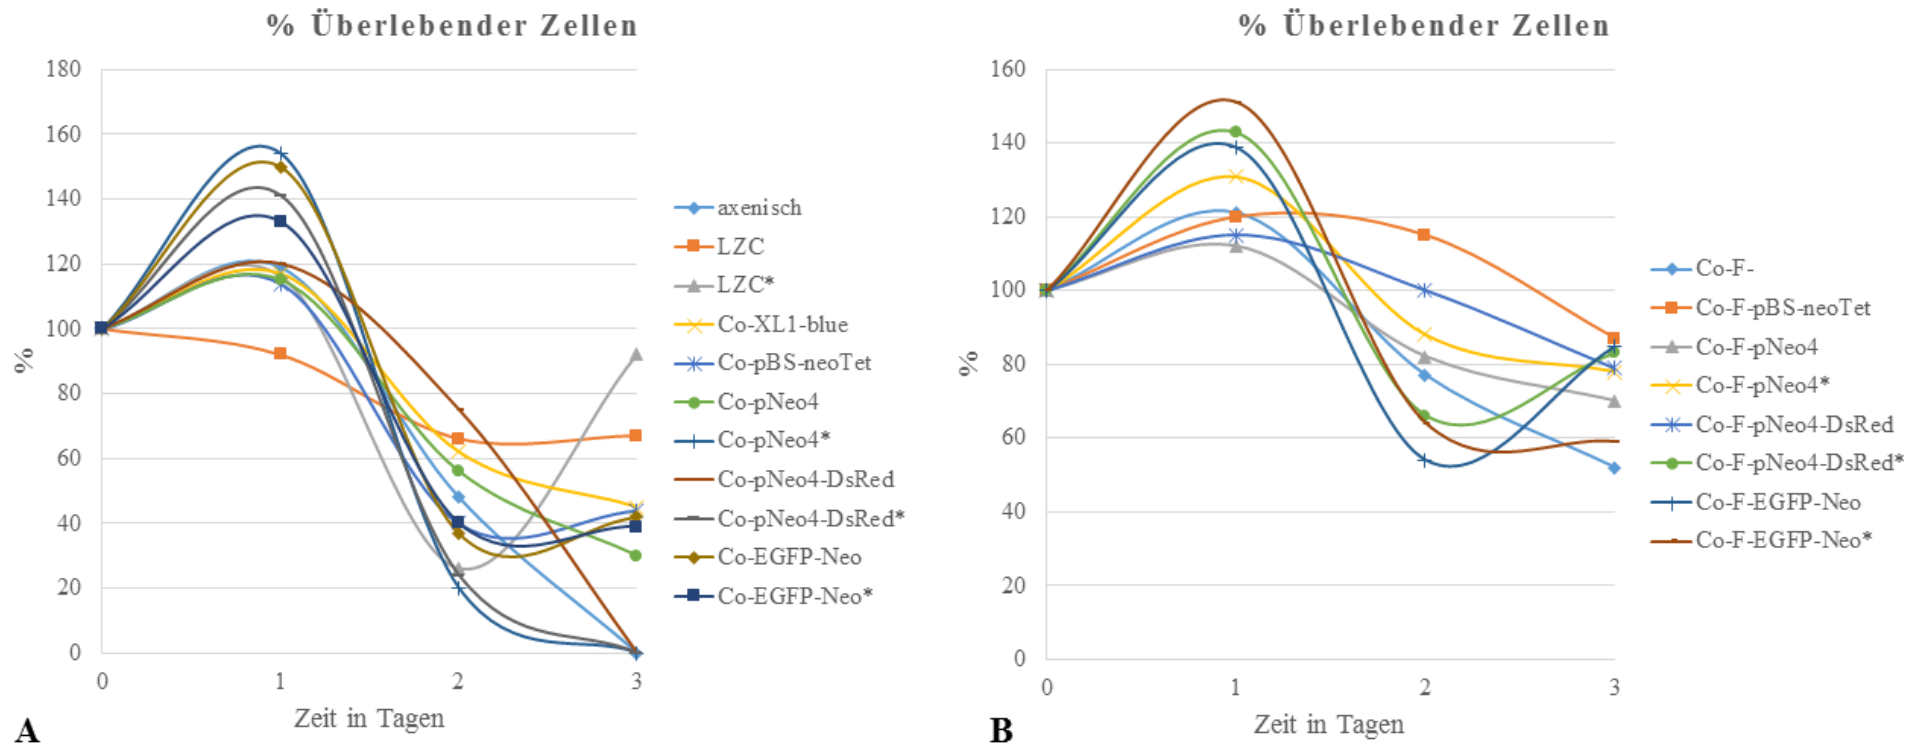 % Überlebender Zellen
180
160
140
120
100
80
60
40
20
0
%
0 1 2 3
Zeit in Tagen
A
axenisch
LZC
LZC*
Co-XL1-blue
Co-pBS-neoTet
Co-pNeo4
Co-pNeo4*
Co-pNeo4-DsRed
Co-pNeo4-DsRed*
Co-EGFP-Neo
Co-EGFP-Neo*
% Überlebender Zellen
160
140
120
100
80
60
40
20
0
%
0 1 2 3
Zeit in Tagen
B
Co-F-
Co-F-pBS-neoTet
Co-F-pNeo4
Co-F-pNeo4*
Co-F-pNeo4-DsRed
Co-F-pNeo4-DsRed*
Co-F-EGFP-Neo
Co-F-EGFP-Neo*